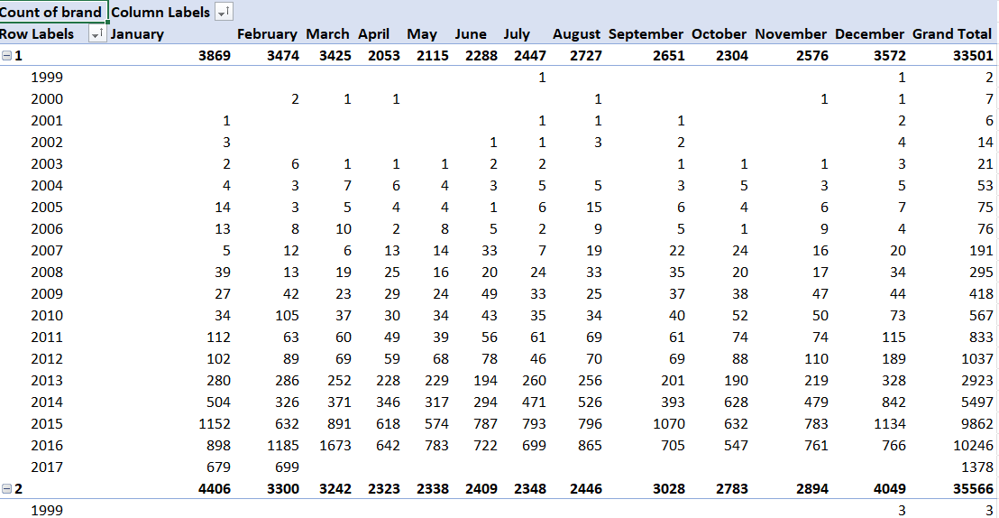 Count of brand Column Labels
Row Labels January February March April May June July August September October November December Grand Total
1 3869 3474 3425 2053 2115 2288 2447 2727 2651 2304 2576 3572 33501
1999 1 1 2
2000 2 1 1 1 1 1 7
2001 1 1 1 1 2 6
2002 3 1 1 3 2 4 14
2003 2 6 1 1 1 2 2 1 1 1 3 21
2004 4 3 7 6 4 3 5 5 3 5 3 5 53
2005 14 3 5 4 4 1 6 15 6 4 6 7 75
2006 13 8 10 2 8 5 2 9 5 1 9 4 76
2007 5 12 6 13 14 33 7 19 22 24 16 20 191
2008 39 13 19 25 16 20 24 33 35 20 17 34 295
2009 27 42 23 29 24 49 33 25 37 38 47 44 418
2010 34 105 37 30 34 43 35 34 40 52 50 73 567
2011 112 63 60 49 39 56 61 69 61 74 74 115 833
2012 102 89 69 59 68 78 46 70 69 88 110 189 1037
2013 280 286 252 228 229 194 260 256 201 190 219 328 2923
2014 504 326 371 346 317 294 471 526 393 628 479 842 5497
2015 1152 632 891 618 574 787 793 796 1070 632 783 1134 9862
2016 898 1185 1673 642 783 722 699 865 705 547 761 766 10246
2017 679 699 1378
2 4406 3300 3242 2323 2338 2409 2348 2446 3028 2783 2894 4049 35566
1999 3 3